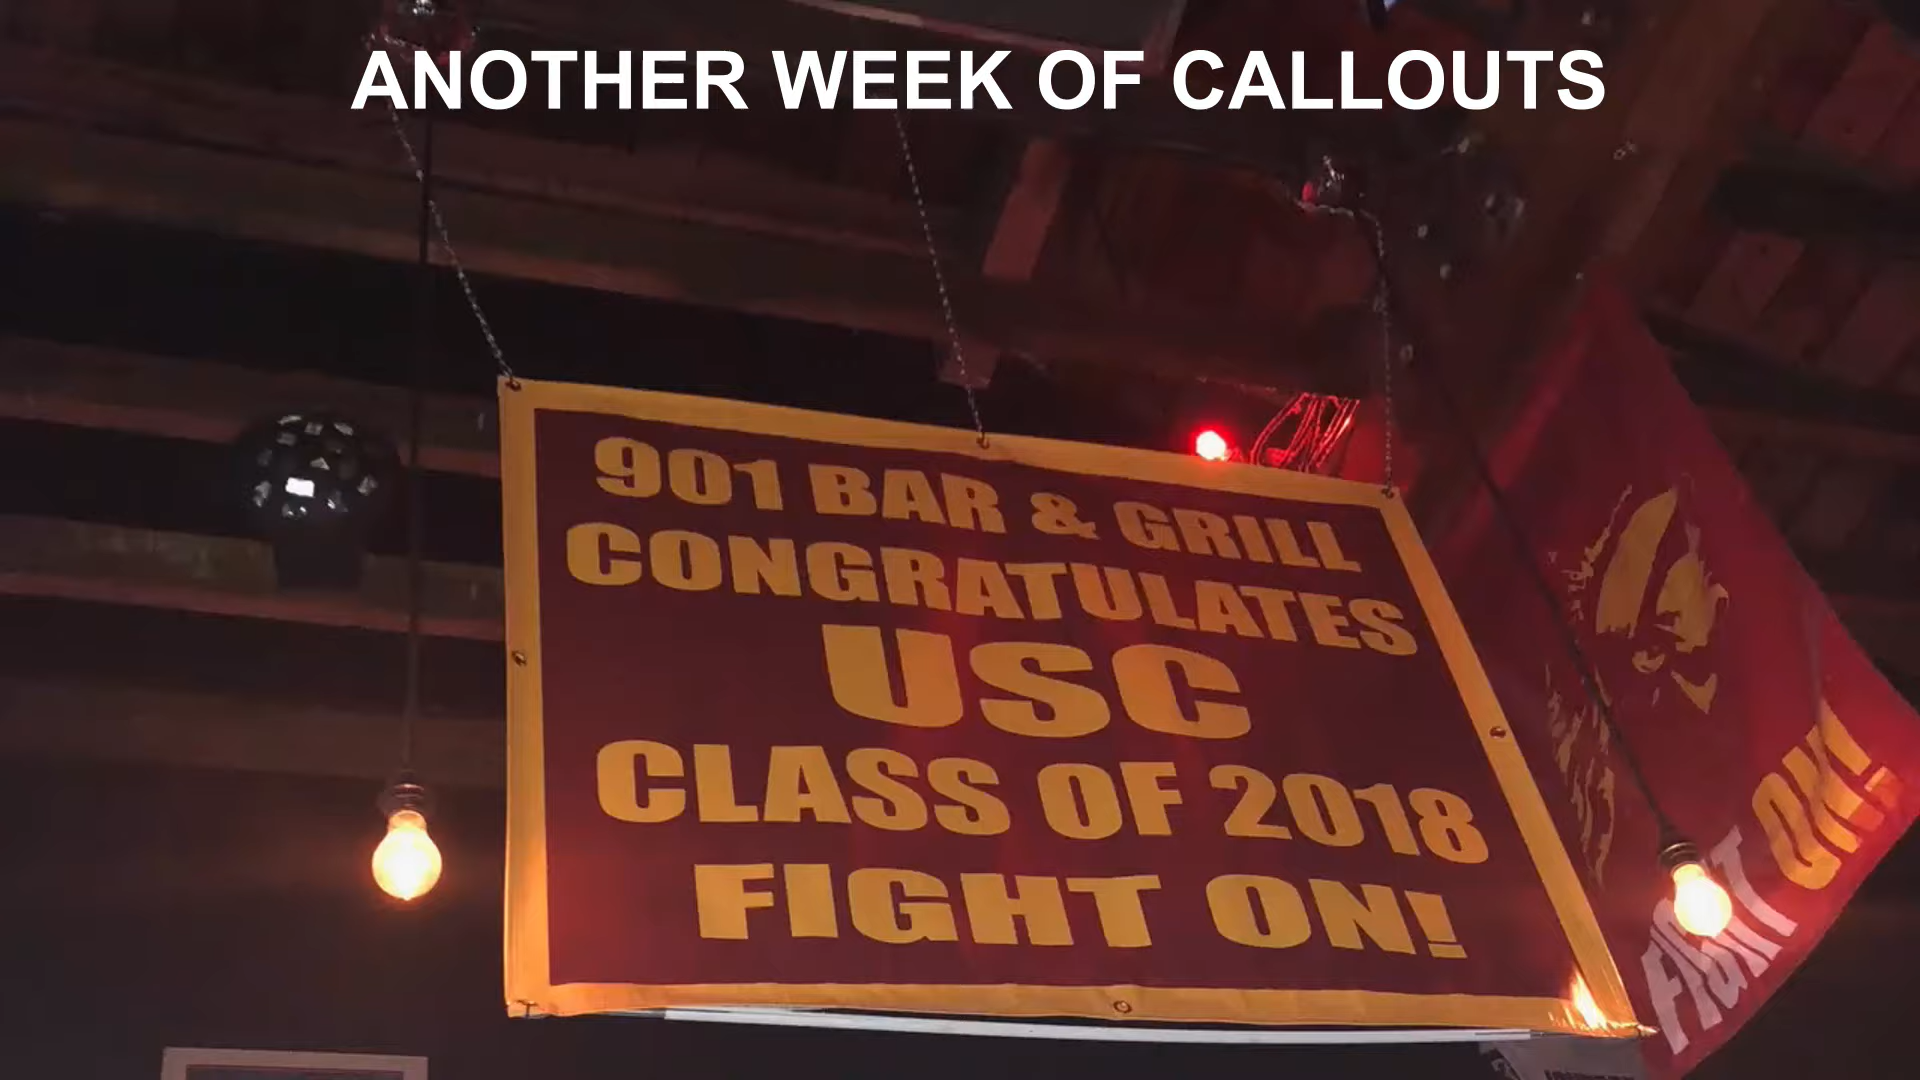 ANOTHER WEEK OF CALLOUTS
901 BAR & GRILL
CONGRATULATES
USC
CLASS OF 2018
FIGHT ON!
FIGHT ON!